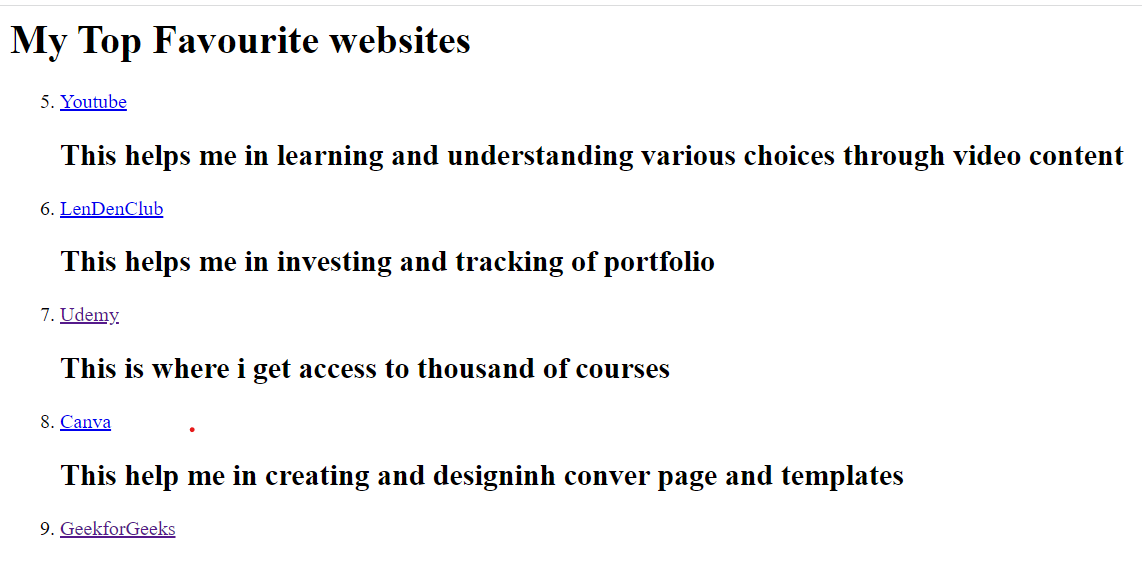 My Top Favourite websites
5. Youtube
This helps me in learning and understanding various choices through video content
6. LenDenClub
This helps me in investing and tracking of portfolio
7. Udemy
This is where i get access to thousand of courses
8. Canva
This help me in creating and designinh conver page and templates
9. GeekforGeeks